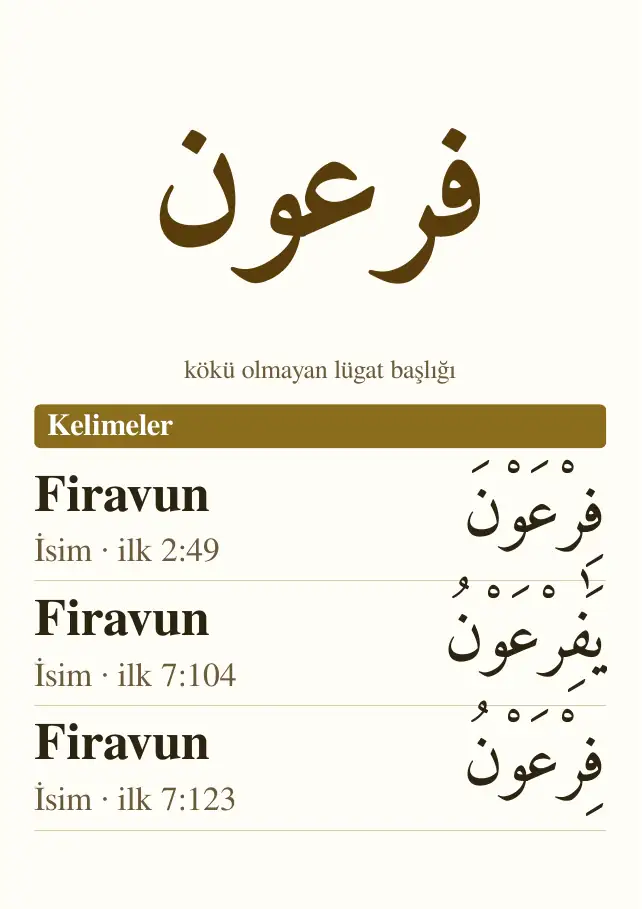 فرعون
kökü olmayan lügat başlığı
Kelimeler
Firavun
فِرْعَوْنَ
İsim · ilk 2:49
Firavun
يَٰفِرْعَوْنُ
İsim · ilk 7:104
Firavun
فِرْعَوْنُ
İsim · ilk 7:123